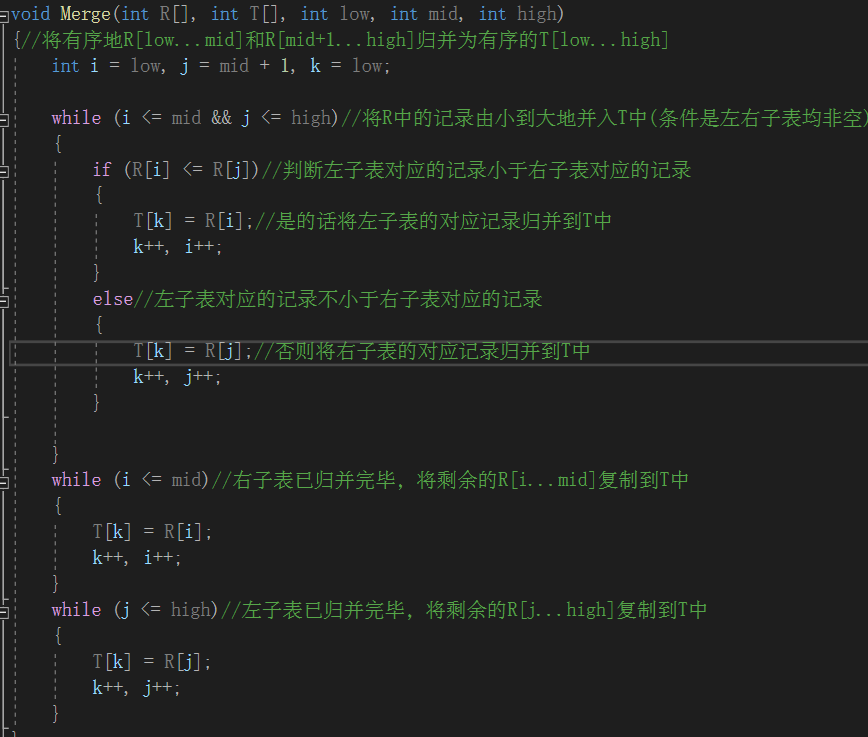 void Merge(int R[], int T[], int low, int mid, int high)
{//将有序地R[low...mid]和R[mid+1...high]归并为有序的T[low...high]
int i = low, j = mid + 1, k = low;
while (i <= mid && j <= high)//将R中的记录由小到大地并入T中(条件是左右子表均非空)
{
if (R[i] <= R[j])//判断左子表对应的记录小于右子表对应的记录
{
T[k] = R[i];//是的话将左子表的对应记录归并到T中
k++, i++;
}
else//左子表对应的记录不小于右子表对应的记录
{
T[k] = R[j];//否则将右子表的对应记录归并到T中
k++, j++;
}
}
while (i <= mid)//右子表已归并完毕，将剩余的R[i...mid]复制到T中
{
T[k] = R[i];
k++, i++;
}
while (j <= high)//左子表已归并完毕，将剩余的R[j...high]复制到T中
{
T[k] = R[j];
k++, j++;
}